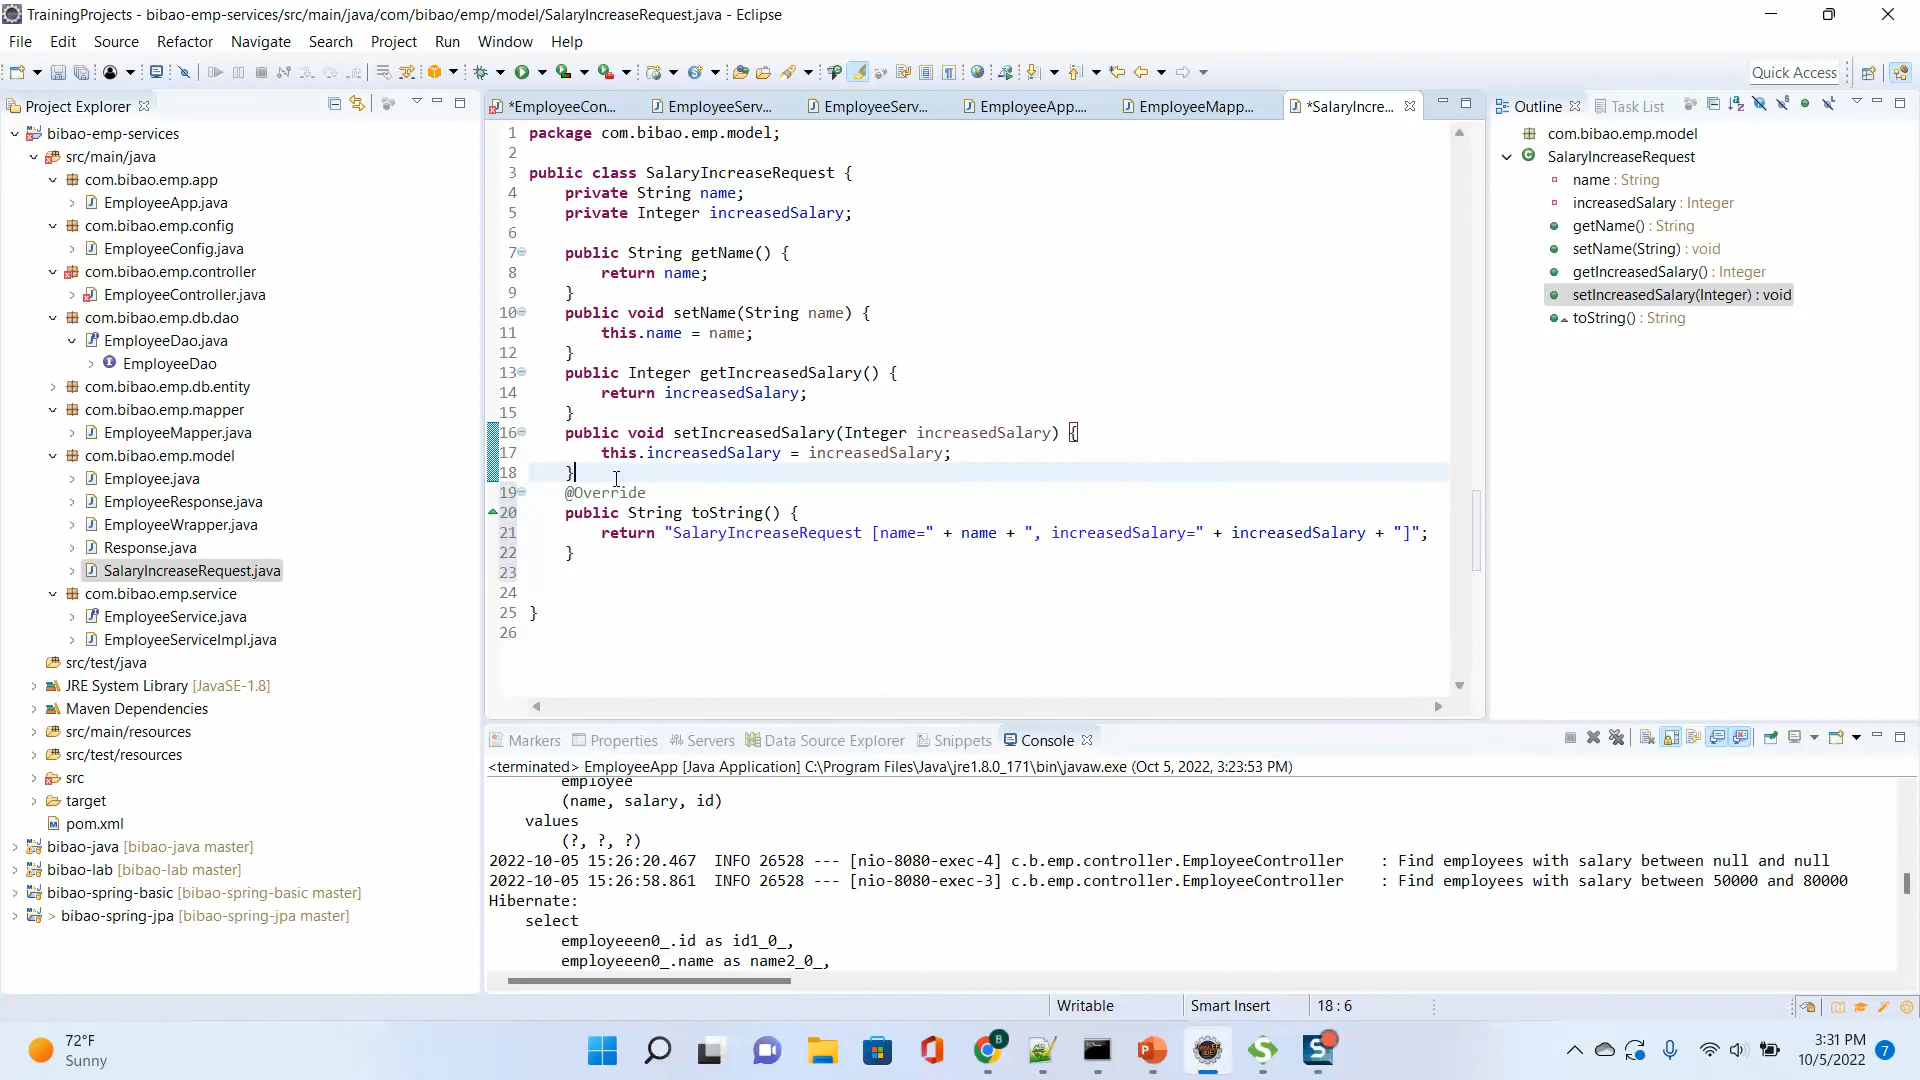 TrainingProjects - bibao-emp-services/src/main/java/com/bibao/emp/model/SalaryIncreaseRequest.java - Eclipse
File Edit Source Refactor Navigate Search Project Run Window Help
Quick Access
Project Explorer
bibao-emp-services
src/main/java
com.bibao.emp.app
EmployeeApp.java
com.bibao.emp.config
EmployeeConfig.java
com.bibao.emp.controller
EmployeeController.java
com.bibao.emp.db.dao
EmployeeDao.java
EmployeeDao
com.bibao.emp.db.entity
com.bibao.emp.mapper
EmployeeMapper.java
com.bibao.emp.model
Employee.java
EmployeeResponse.java
EmployeeWrapper.java
Response.java
SalaryIncreaseRequest.java
com.bibao.emp.service
EmployeeService.java
EmployeeServiceImpl.java
src/test/java
JRE System Library [JavaSE-1.8]
Maven Dependencies
src/main/resources
src/test/resources
src
target
pom.xml
bibao-java [bibao-java master]
bibao-lab [bibao-lab master]
bibao-spring-basic [bibao-spring-basic master]
> bibao-spring-jpa [bibao-spring-jpa master]
*EmployeeCon... EmployeeServ... EmployeeServ... EmployeeApp.... EmployeeMapp... *SalaryIncre...
1 package com.bibao.emp.model;
2
3 public class SalaryIncreaseRequest {
4 private String name;
5 private Integer increasedSalary;
6
7 public String getName() {
8 return name;
9 }
10 public void setName(String name) {
11 this.name = name;
12 }
13 public Integer getIncreasedSalary() {
14 return increasedSalary;
15 }
16 public void setIncreasedSalary(Integer increasedSalary) {
17 this.increasedSalary = increasedSalary;
18 }
19 @Override
20 public String toString() {
21 return "SalaryIncreaseRequest [name=" + name + ", increasedSalary=" + increasedSalary + "]";
22 }
23
24
25 }
26
Outline Task List
com.bibao.emp.model
SalaryIncreaseRequest
name : String
increasedSalary : Integer
getName() : String
setName(String) : void
getIncreasedSalary() : Integer
setIncreasedSalary(Integer) : void
toString() : String
Markers Properties Servers Data Source Explorer Snippets Console
<terminated> EmployeeApp [Java Application] C:\Program Files\Java\jre1.8.0_171\bin\javaw.exe (Oct 5, 2022, 3:23:53 PM)
employee
(name, salary, id)
values
(?, ?, ?)
2022-10-05 15:26:20.467 INFO 26528 --- [nio-8080-exec-4] c.b.emp.controller.EmployeeController : Find employees with salary between null and null
2022-10-05 15:26:58.861 INFO 26528 --- [nio-8080-exec-3] c.b.emp.controller.EmployeeController : Find employees with salary between 50000 and 80000
Hibernate:
select
employeeen0_.id as id1_0_,
employeeen0_.name as name2_0_,
Writable Smart Insert 18 : 6
72°F
Sunny
3:31 PM
10/5/2022
7